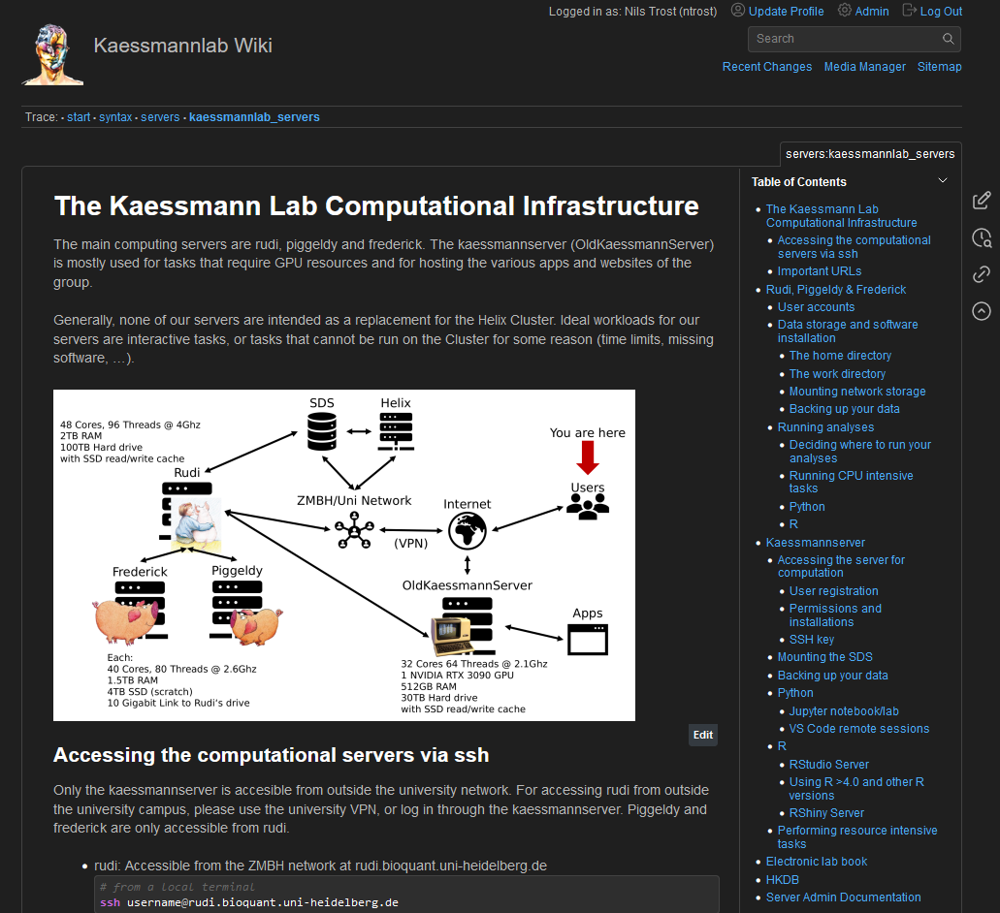 Logged in as: Nils Trost (ntrost) Update Profile Admin Log Out
Kaessmannlab Wiki
Search
Recent Changes Media Manager Sitemap
Trace: • start • syntax • servers • kaessmannlab_servers
servers:kaessmannlab_servers
The Kaessmann Lab Computational Infrastructure
The main computing servers are rudi, piggeldy and frederick. The kaessmannserver (OldKaessmannServer)
is mostly used for tasks that require GPU resources and for hosting the various apps and websites of the
group.
Generally, none of our servers are intended as a replacement for the Helix Cluster. Ideal workloads for our
servers are interactive tasks, or tasks that cannot be run on the Cluster for some reason (time limits, missing
software, …).
SDS
Helix
48 Cores, 96 Threads @ 4Ghz
2TB RAM
100TB Hard drive
with SSD read/write cache
You are here
Rudi
Users
ZMBH/Uni Network
Internet
(VPN)
Frederick
Piggeldy
OldKaessmannServer
Apps
Each:
40 Cores, 80 Threads @ 2.6Ghz
1.5TB RAM
4TB SSD (scratch)
10 Gigabit Link to Rudi's drive
32 Cores 64 Threads @ 2.1Ghz
1 NVIDIA RTX 3090 GPU
512GB RAM
30TB Hard drive
with SSD read/write cache
Edit
Accessing the computational servers via ssh
Only the kaessmannserver is accesible from outside the university network. For accessing rudi from outside
the university campus, please use the university VPN, or log in through the kaessmannserver. Piggeldy and
frederick are only accessible from rudi.
• rudi: Accessible from the ZMBH network at rudi.bioquant.uni-heidelberg.de
# from a local terminal
ssh username@rudi.bioquant.uni-heidelberg.de
Table of Contents
• The Kaessmann Lab
Computational Infrastructure
• Accessing the computational
servers via ssh
• Important URLs
• Rudi, Piggeldy & Frederick
• User accounts
• Data storage and software
installation
• The home directory
• The work directory
• Mounting network storage
• Backing up your data
• Running analyses
• Deciding where to run your
analyses
• Running CPU intensive
tasks
• Python
• R
• Kaessmannserver
• Accessing the server for
computation
• User registration
• Permissions and
installations
• SSH key
• Mounting the SDS
• Backing up your data
• Python
• Jupyter notebook/lab
• VS Code remote sessions
• R
• RStudio Server
• Using R >4.0 and other R
versions
• RShiny Server
• Performing resource intensive
tasks
• Electronic lab book
• HKDB
• Server Admin Documentation